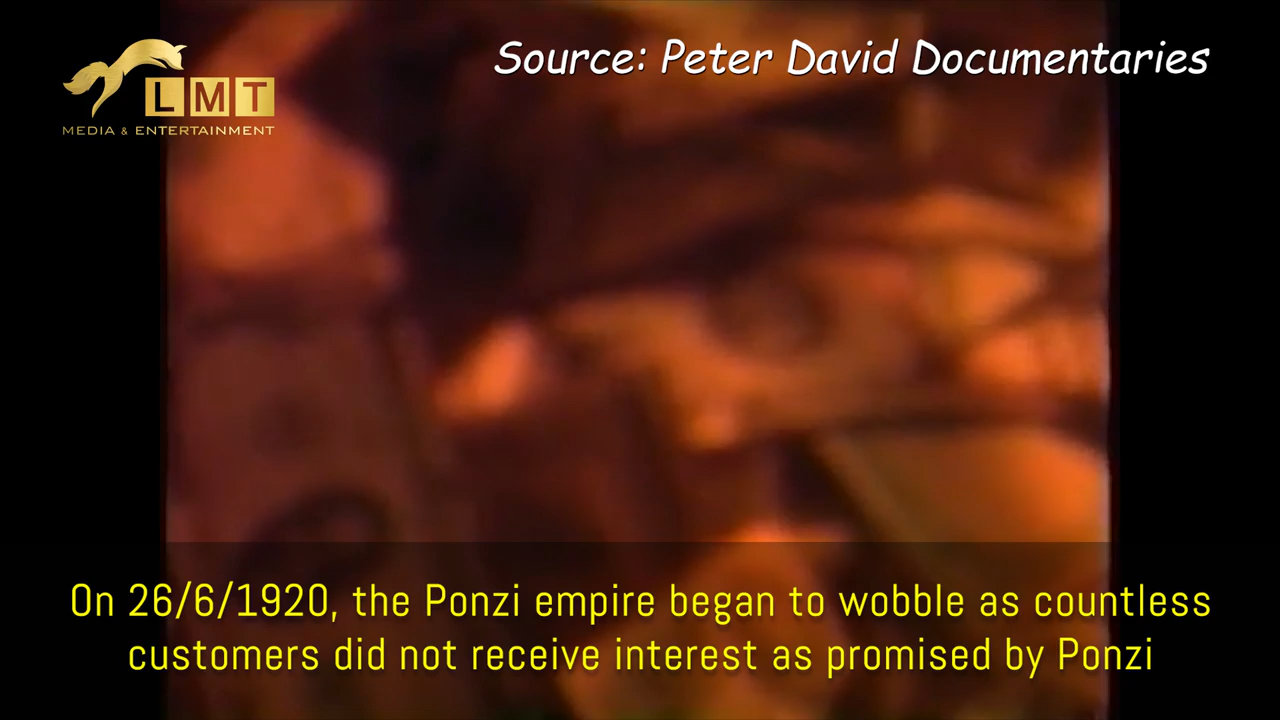 Source: Peter David Documentaries
LMT
MEDIA & ENTERTAINMENT
On 26/6/1920, the Ponzi empire began to wobble as countless
customers did not receive interest as promised by Ponzi